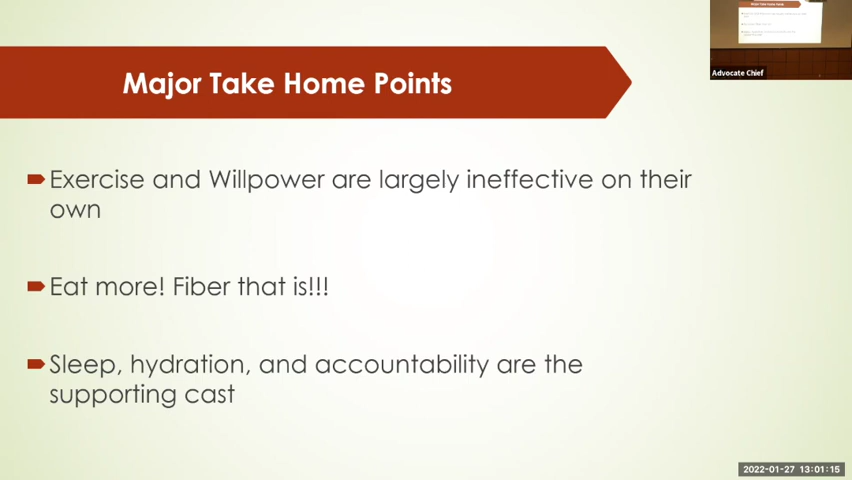 Major Take Home Points
Advocate Chief
Exercise and Willpower are largely ineffective on their
own
Eat more! Fiber that is!!!
Sleep, hydration, and accountability are the
supporting cast
2022-01-27 13:01:15